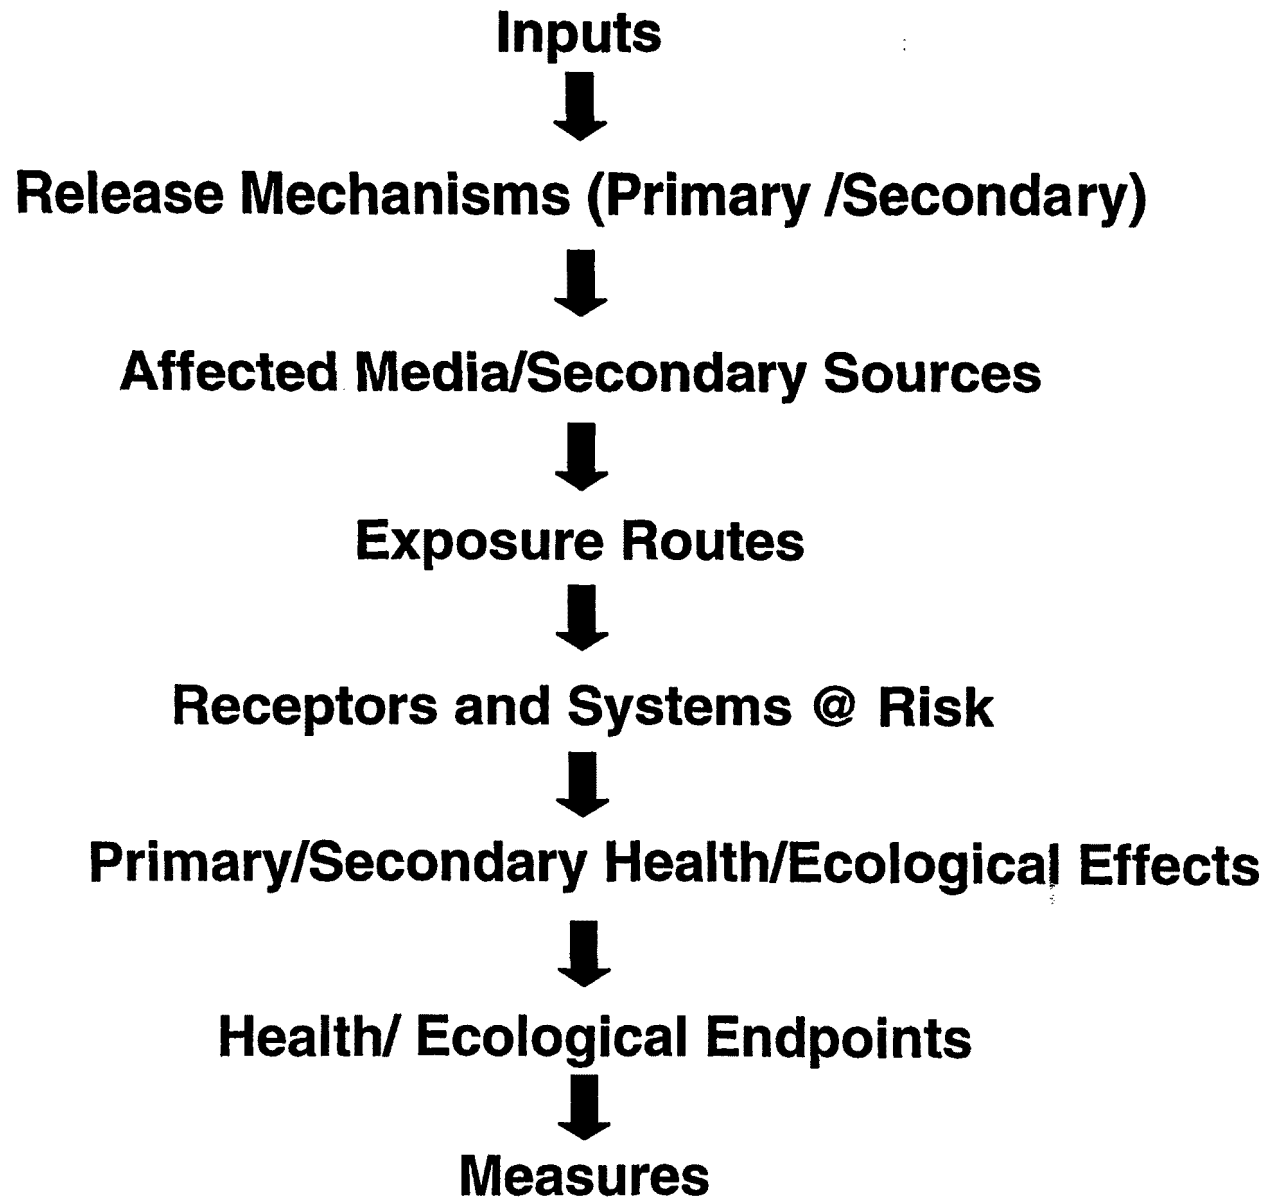 Inputs
Release Mechanisms (Primary /Secondary)
Affected Media/Secondary Sources
Exposure Routes
Receptors and Systems @ Risk
Primary/Secondary Health/Ecological Effects
Health/ Ecological Endpoints
Measures